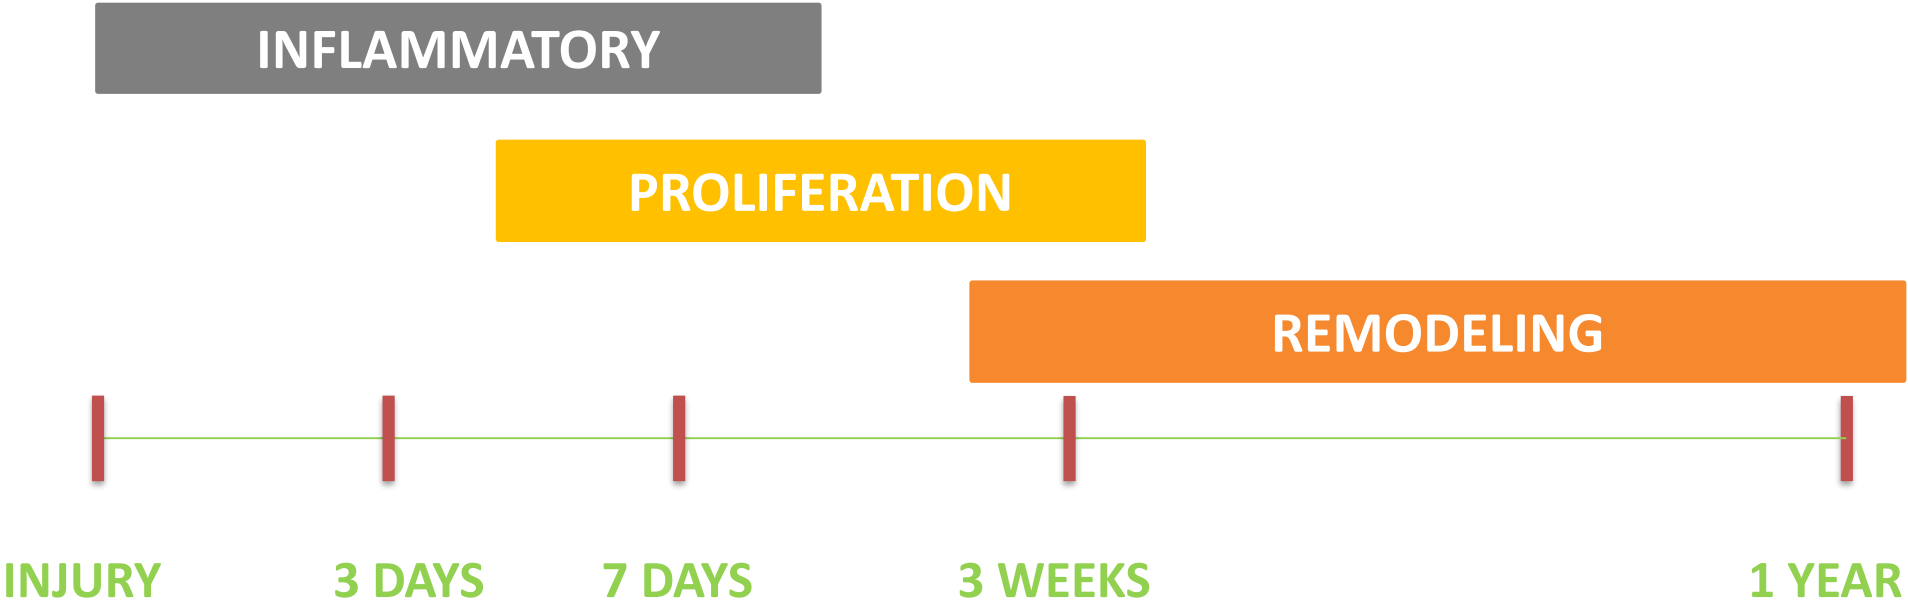 INFLAMMATORY
PROLIFERATION
REMODELING
INJURY 3 DAYS 7 DAYS 3 WEEKS 1 YEAR